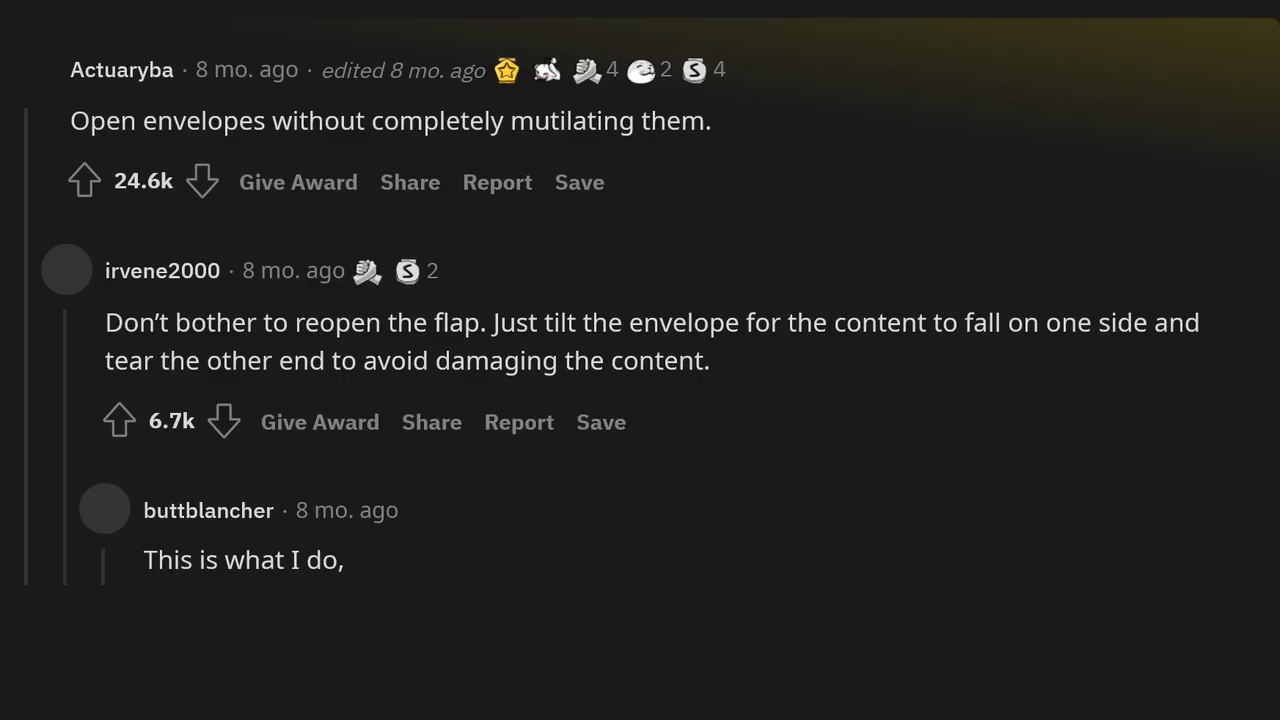 Actuaryba · 8 mo. ago · edited 8 mo. ago 4 2 S 4
Open envelopes without completely mutilating them.
24.6k Give Award Share Report Save
irvene2000 · 8 mo. ago S 2
Don’t bother to reopen the flap. Just tilt the envelope for the content to fall on one side and
tear the other end to avoid damaging the content.
6.7k Give Award Share Report Save
buttblancher · 8 mo. ago
This is what I do,